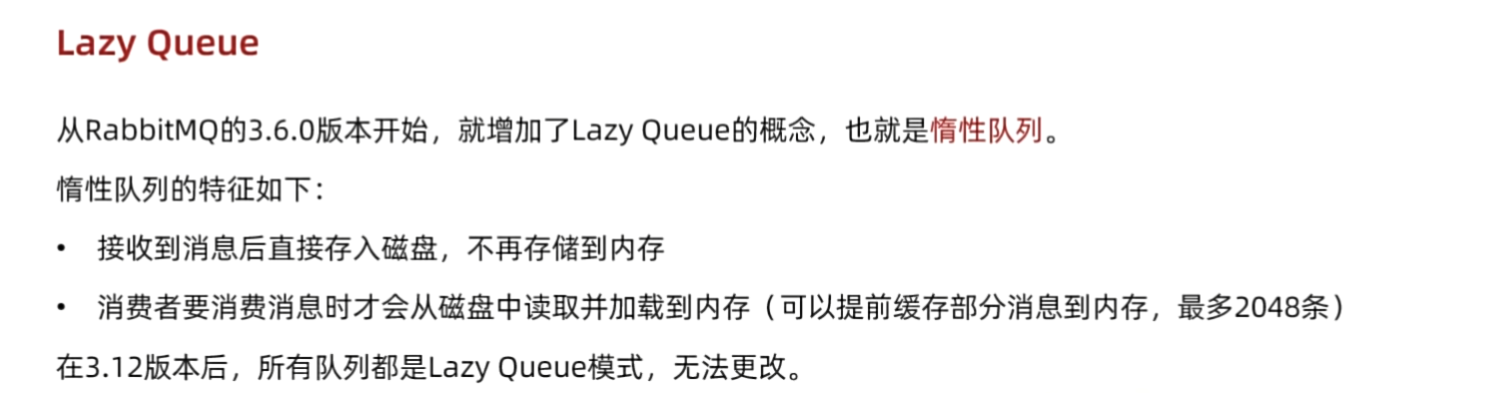 Lazy Queue
从RabbitMQ的3.6.0版本开始，就增加了Lazy Queue的概念，也就是惰性队列。
惰性队列的特征如下：
• 接收到消息后直接存入磁盘，不再存储到内存
• 消费者要消费消息时才会从磁盘中读取并加载到内存（可以提前缓存部分消息到内存，最多2048条）
在3.12版本后，所有队列都是Lazy Queue模式，无法更改。